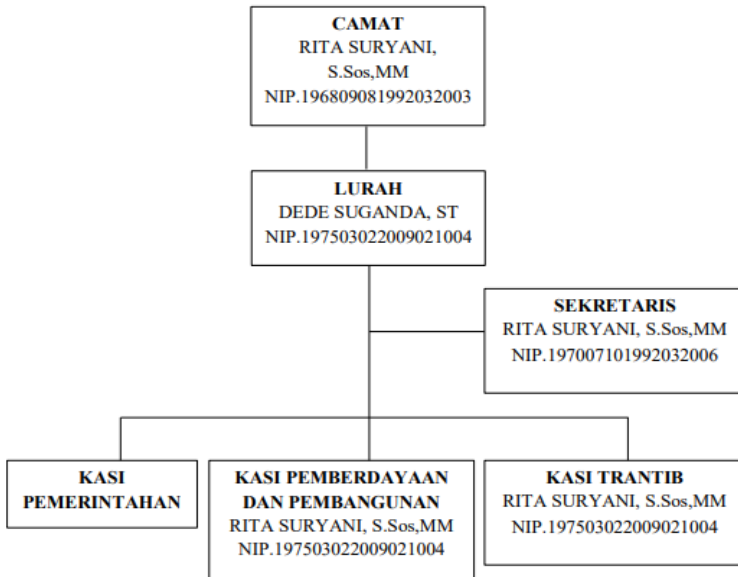 CAMAT
RITA SURYANI,
S.Sos,MM
NIP.196809081992032003
LURAH
DEDE SUGANDA, ST
NIP.197503022009021004
SEKRETARIS
RITA SURYANI, S.Sos,MM
NIP.197007101992032006
KASI
PEMERINTAHAN
KASI PEMBERDAYAAN
DAN PEMBANGUNAN
RITA SURYANI, S.Sos,MM
NIP.197503022009021004
KASI TRANTIB
RITA SURYANI, S.Sos,MM
NIP.197503022009021004